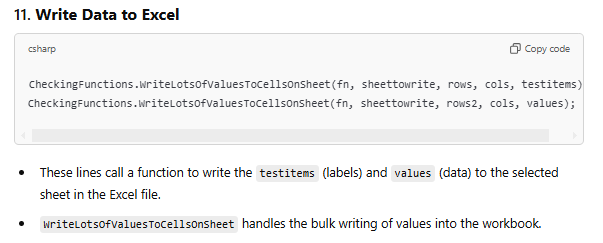 11. Write Data to Excel
csharp
Copy code
CheckingFunctions.WriteLotsOfValuesToCellsOnSheet(fn, sheettowrite, rows, cols, testitems)
CheckingFunctions.WriteLotsOfValuesToCellsOnSheet(fn, sheettowrite, rows2, cols, values);
• These lines call a function to write the testitems (labels) and values (data) to the selected
sheet in the Excel file.
• WriteLotsOfValuesToCellsOnSheet handles the bulk writing of values into the workbook.